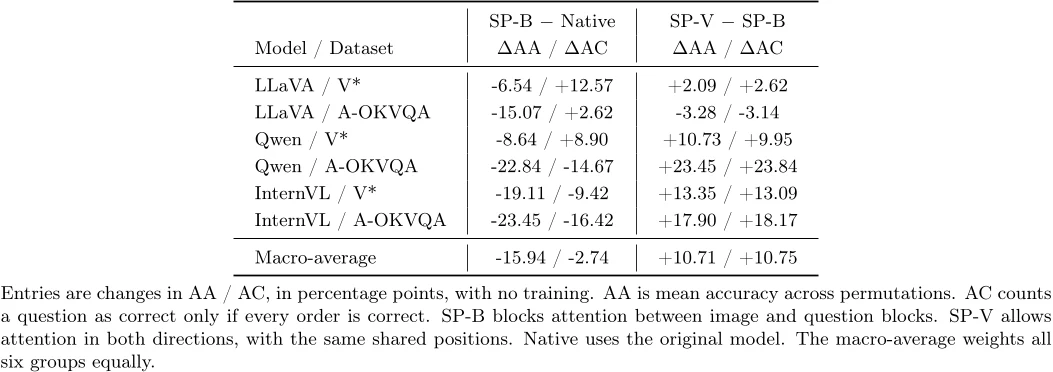 SP-B − Native SP-V − SP-B
Model / Dataset ΔAA / ΔAC ΔAA / ΔAC
LLaVA / V* -6.54 / +12.57 +2.09 / +2.62
LLaVA / A-OKVQA -15.07 / +2.62 -3.28 / -3.14
Qwen / V* -8.64 / +8.90 +10.73 / +9.95
Qwen / A-OKVQA -22.84 / -14.67 +23.45 / +23.84
InternVL / V* -19.11 / -9.42 +13.35 / +13.09
InternVL / A-OKVQA -23.45 / -16.42 +17.90 / +18.17
Macro-average -15.94 / -2.74 +10.71 / +10.75
Entries are changes in AA / AC, in percentage points, with no training. AA is mean accuracy across permutations. AC counts
a question as correct only if every order is correct. SP-B blocks attention between image and question blocks. SP-V allows
attention in both directions, with the same shared positions. Native uses the original model. The macro-average weights all
six groups equally.